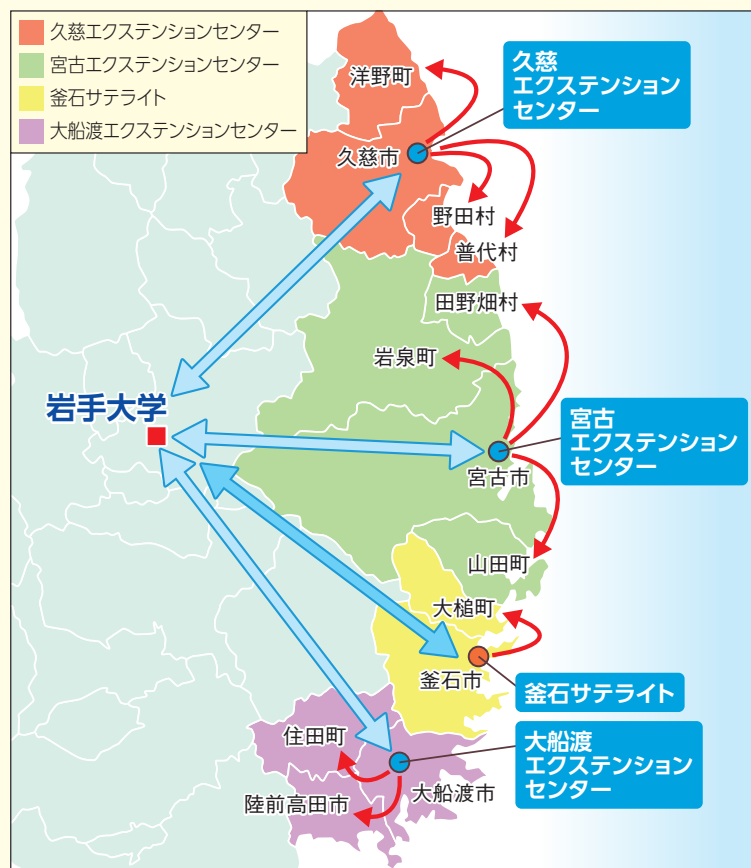 久慈エクステンションセンター
宮古エクステンションセンター
釜石サテライト
大船渡エクステンションセンター
洋野町
久慈
エクステンション
センター
久慈市
野田村
普代村
田野畑村
岩泉町
岩手大学
宮古
エクステンション
センター
宮古市
山田町
大槌町
釜石市
釜石サテライト
住田町
大船渡
エクステンション
センター
陸前高田市
大船渡市